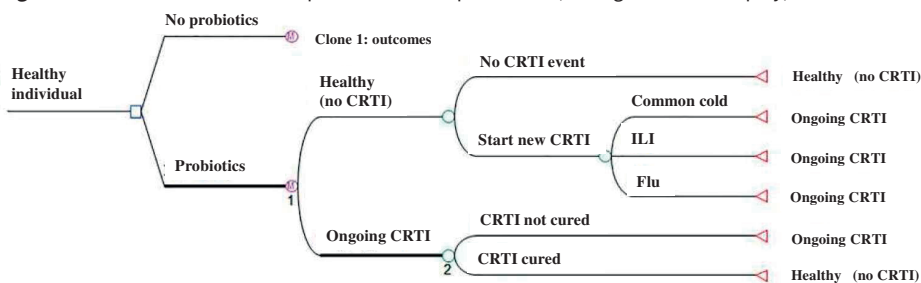 No probiotics
M
Clone 1: outcomes
Healthy
individual
Probiotics
M
1
Healthy
(no CRTI)
No CRTI event
Healthy (no CRTI)
Start new CRTI
Common cold
Ongoing CRTI
ILI
Ongoing CRTI
Flu
Ongoing CRTI
Ongoing CRTI
2
CRTI not cured
Ongoing CRTI
CRTI cured
Healthy (no CRTI)